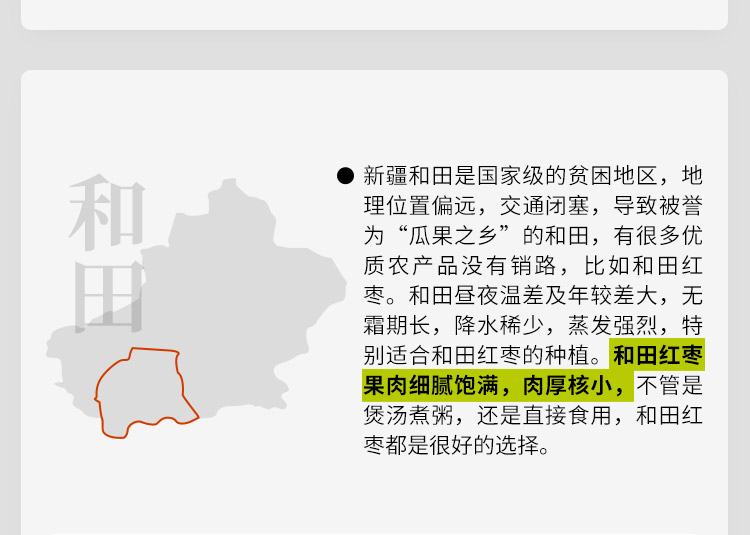 和田
新疆和田是国家级的贫困地区，地
理位置偏远，交通闭塞，导致被誉
为“瓜果之乡”的和田，有很多优
质农产品没有销路，比如和田红
枣。和田昼夜温差及年较差大，无
霜期长，降水稀少，蒸发强烈，特
别适合和田红枣的种植。和田红枣
果肉细腻饱满，肉厚核小，不管是
煲汤煮粥，还是直接食用，和田红
枣都是很好的选择。